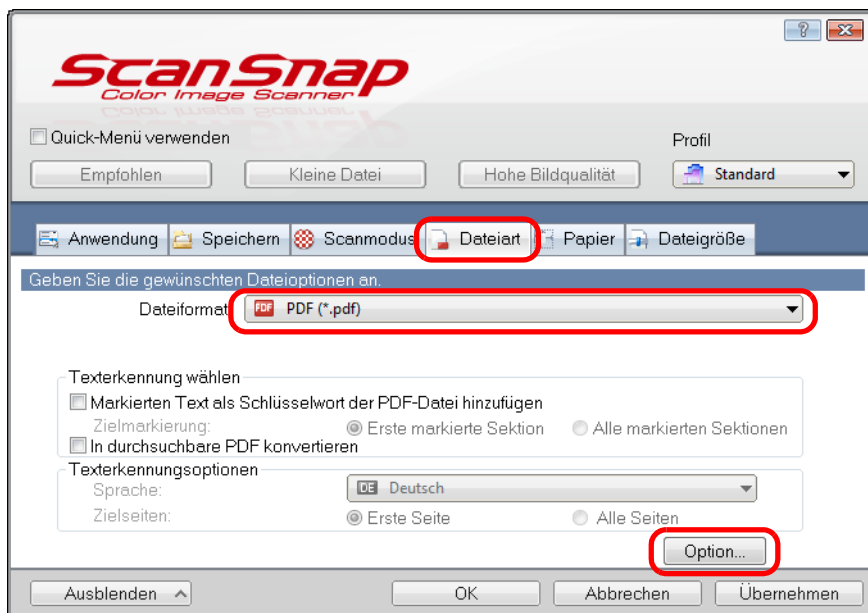 ScanSnap
Color Image Scanner
Quick-Menü verwenden
Profil
Empfohlen Kleine Datei Hohe Bildqualität Standard
Anwendung Speichern Scanmodus Dateiart Papier Dateigröße
Geben Sie die gewünschten Dateioptionen an.
Dateiformat PDF PDF (*.pdf)
Texterkennung wählen
Markierten Text als Schlüsselwort der PDF-Datei hinzufügen
Zielmarkierung: Erste markierte Sektion Alle markierten Sektionen
In durchsuchbare PDF konvertieren
Texterkennungsoptionen
Sprache: DE Deutsch
Zielseiten: Erste Seite Alle Seiten
Option...
Ausblenden OK Abbrechen Übernehmen